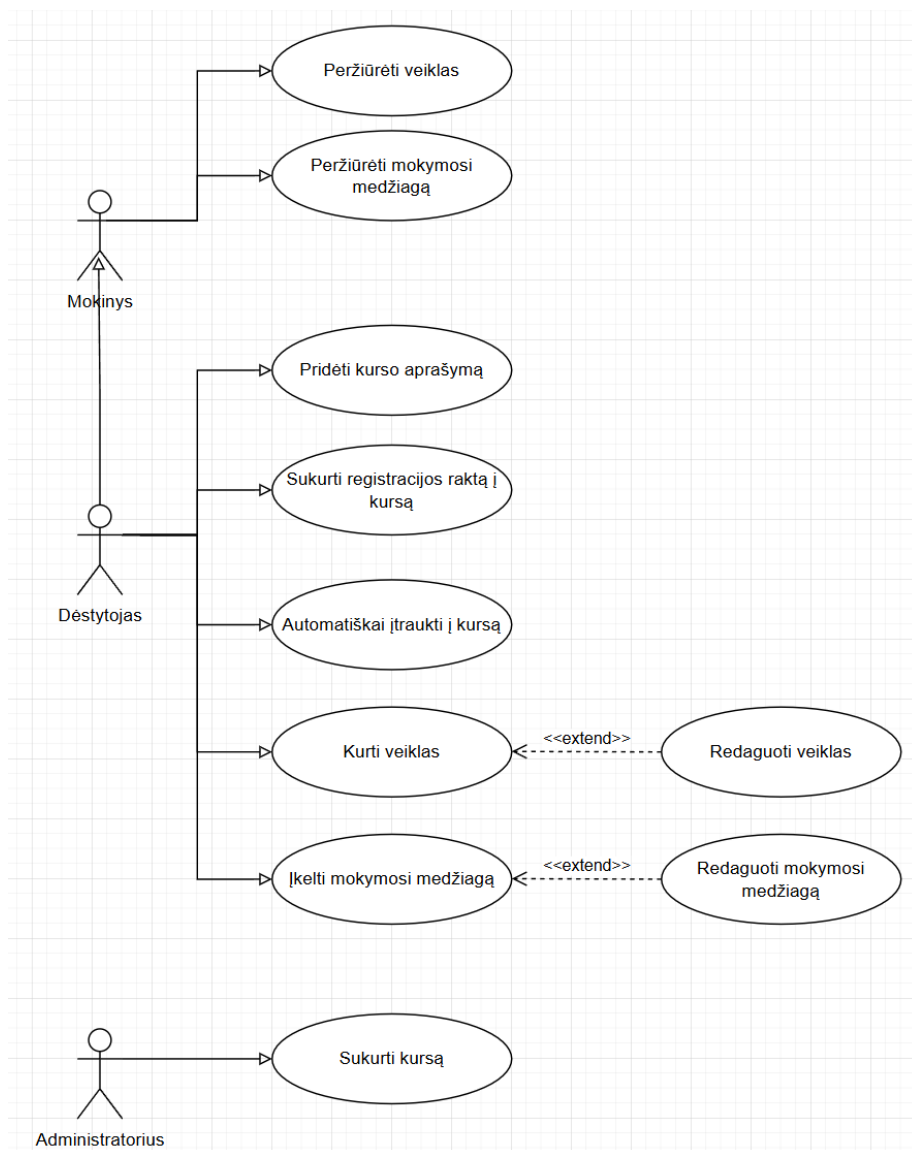 Peržiūrėti veiklas
Peržiūrėti mokymosi
medžiagą
Mokinys
Pridėti kurso aprašymą
Sukurti registracijos raktą į
kursą
Dėstytojas
Automatiškai įtraukti į kursą
Kurti veiklas
<<extend>>
Redaguoti veiklas
Įkelti mokymosi medžiagą
<<extend>>
Redaguoti mokymosi
medžiagą
Sukurti kursą
Administratorius